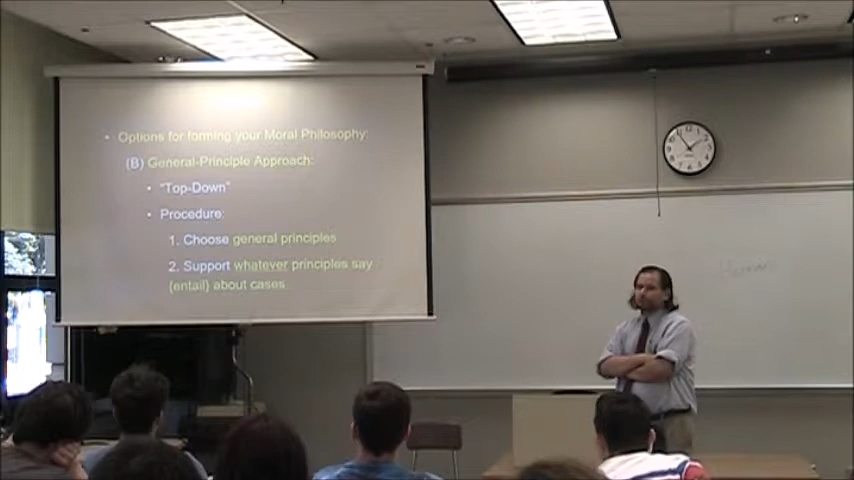 • Options for forming your Moral Philosophy:
(B) General-Principle Approach:
• "Top-Down"
• Procedure:
1. Choose general principles
2. Support whatever principles say
(entail) about cases